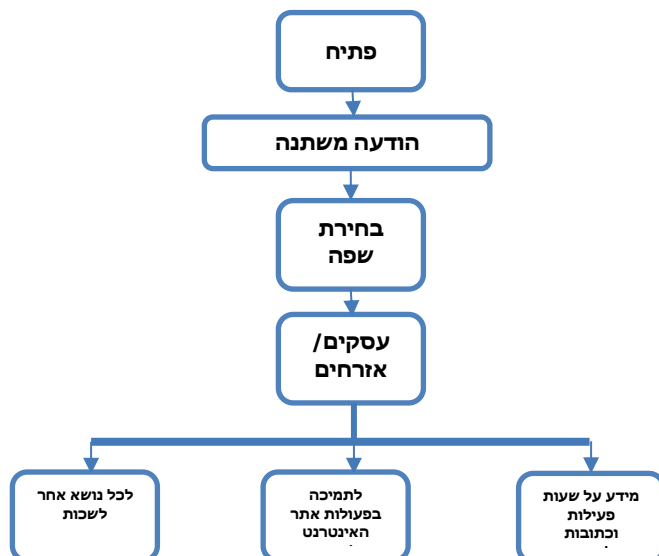 פתיח
הודעה משתנה
בחירת
שפה
עסקים/
אזרחים
מידע על שעות
פעילות
וכתובות
לתמיכה
בפעולות אתר
האינטרנט
לכל נושא אחר
לשכות